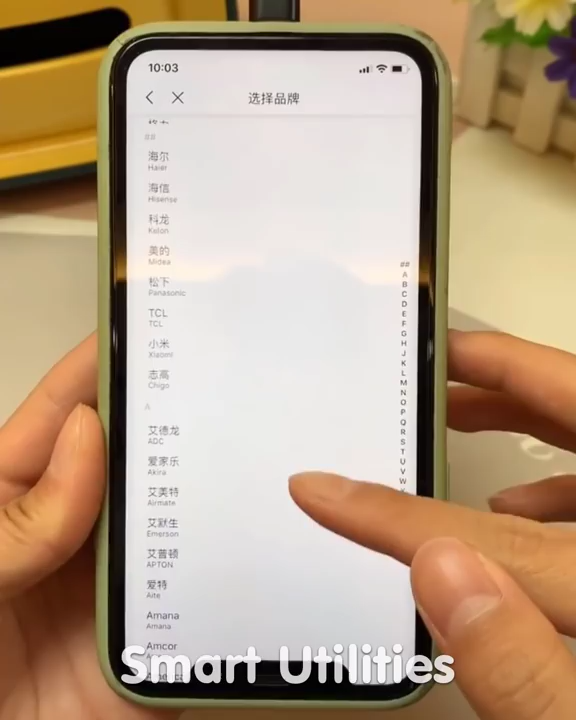 10:03
选择品牌
##
海尔
Haier
海信
Hisense
科龙
Kelon
美的
Midea
松下
Panasonic
TCL
TCL
小米
Xiaomi
志高
Chigo
A
艾德龙
ADC
爱家乐
Akira
艾美特
Airmate
艾默生
Emerson
艾普顿
APTON
爱特
Aite
Amana
Amana
Amcor
##
A
B
C
D
E
F
G
H
J
K
L
M
N
O
P
Q
R
S
T
U
V
W
Smart Utilities